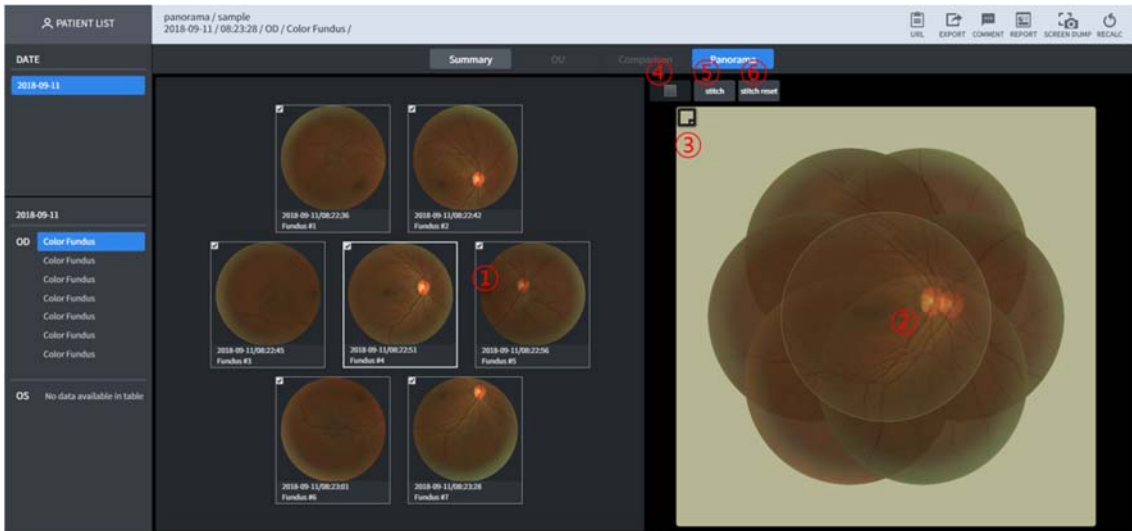 PATIENT LIST
panorama / sample
2018-09-11 / 08:23:28 / OD / Color Fundus /
URL
EXPORT
COMMENT
REPORT
SCREEN DUMP
RECALC
DATE
2018-09-11
Summary
OU
Comparison
Panorama
④
⑤
⑥
stitch
stitch reset
③
2018-09-11/08:22:36
Fundus #1
2018-09-11/08:22:42
Fundus #2
①
2018-09-11/08:22:45
Fundus #3
2018-09-11/08:22:51
Fundus #4
2018-09-11/08:22:56
Fundus #5
②
2018-09-11/08:23:01
Fundus #6
2018-09-11/08:23:28
Fundus #7
2018-09-11
OD
Color Fundus
Color Fundus
Color Fundus
Color Fundus
Color Fundus
Color Fundus
Color Fundus
OS No data available in table